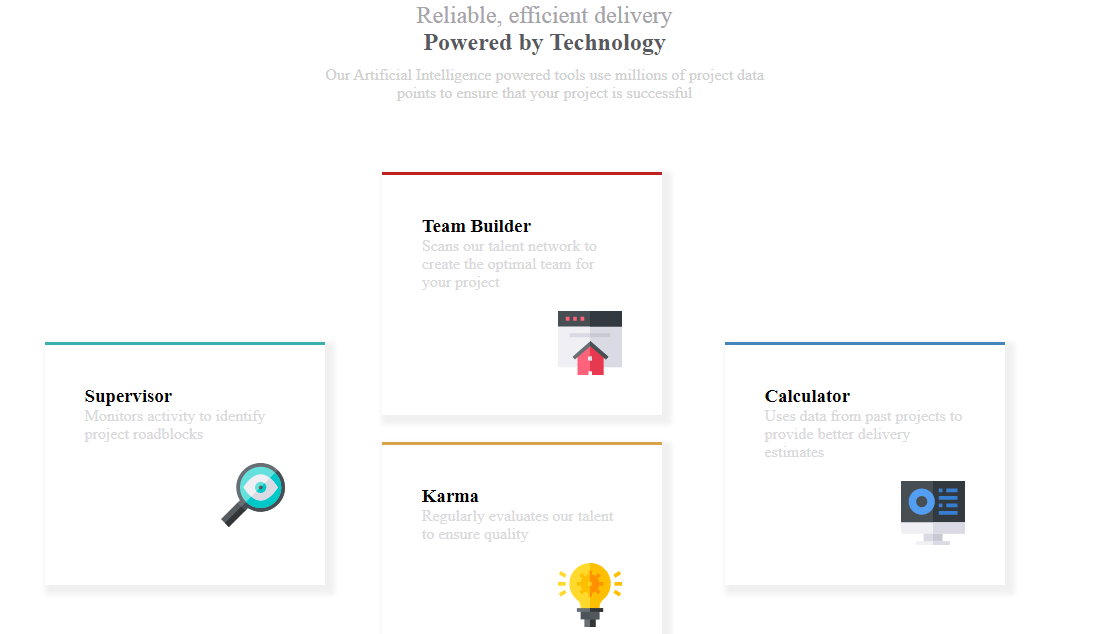 Reliable, efficient delivery
Powered by Technology
Our Artificial Intelligence powered tools use millions of project data
points to ensure that your project is successful
Team Builder
Scans our talent network to
create the optimal team for
your project
Supervisor
Monitors activity to identify
project roadblocks
Calculator
Uses data from past projects to
provide better delivery
estimates
Karma
Regularly evaluates our talent
to ensure quality